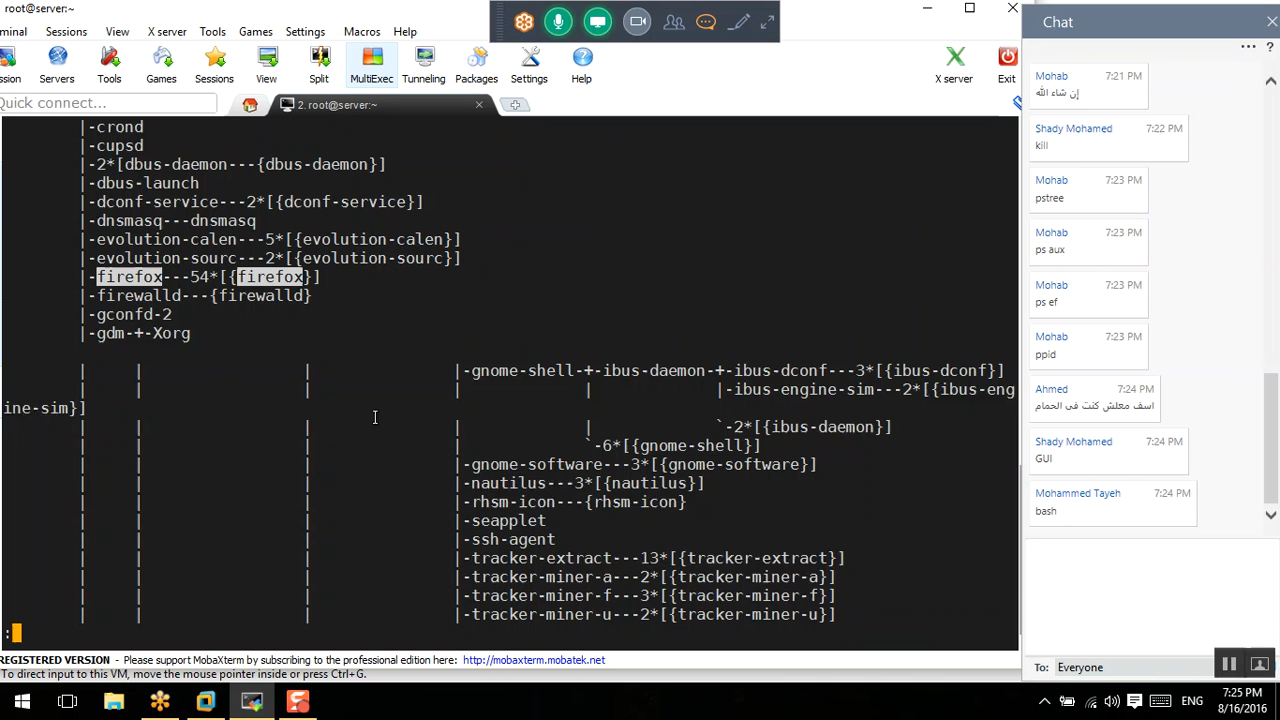 root@server:~
minal Sessions View X server Tools Games Settings Macros Help
ssion Servers Tools Games Sessions View Split MultiExec Tunneling Packages Settings Help X server Exit
Quick connect...
2. root@server:~
|-crond
|-cupsd
|-2*[dbus-daemon---{dbus-daemon}]
|-dbus-launch
|-dconf-service---2*[{dconf-service}]
|-dnsmasq---dnsmasq
|-evolution-calen---5*[{evolution-calen}]
|-evolution-sourc---2*[{evolution-sourc}]
|-firefox---54*[{firefox}]
|-firewalld---{firewalld}
|-gconfd-2
|-gdm-+-Xorg
| | | |-gnome-shell-+-ibus-daemon-+-ibus-dconf---3*[{ibus-dconf}]
| | | | | |-ibus-engine-sim---2*[{ibus-eng
ine-sim}]
| | | | | `-2*[{ibus-daemon}]
| | | | `-6*[{gnome-shell}]
| | | |-gnome-software---3*[{gnome-software}]
| | | |-nautilus---3*[{nautilus}]
| | | |-rhsm-icon---{rhsm-icon}
| | | |-seapplet
| | | |-ssh-agent
| | | |-tracker-extract---13*[{tracker-extract}]
| | | |-tracker-miner-a---2*[{tracker-miner-a}]
| | | |-tracker-miner-f---3*[{tracker-miner-f}]
| | | |-tracker-miner-u---2*[{tracker-miner-u}]
:
REGISTERED VERSION - Please support MobaXterm by subscribing to the professional edition here: http://mobaxterm.mobatek.net
To direct input to this VM, move the mouse pointer inside or press Ctrl+G.
Chat
Mohab 7:21 PM
إن شاء الله
Shady Mohamed 7:22 PM
kill
Mohab 7:23 PM
pstree
Mohab 7:23 PM
ps aux
Mohab 7:23 PM
ps ef
Mohab 7:23 PM
ppid
Ahmed 7:24 PM
اسف معلش كنت فى الحمام
Shady Mohamed 7:24 PM
GUI
Mohammed Tayeh 7:24 PM
bash
To: Everyone
ENG
7:25 PM
8/16/2016